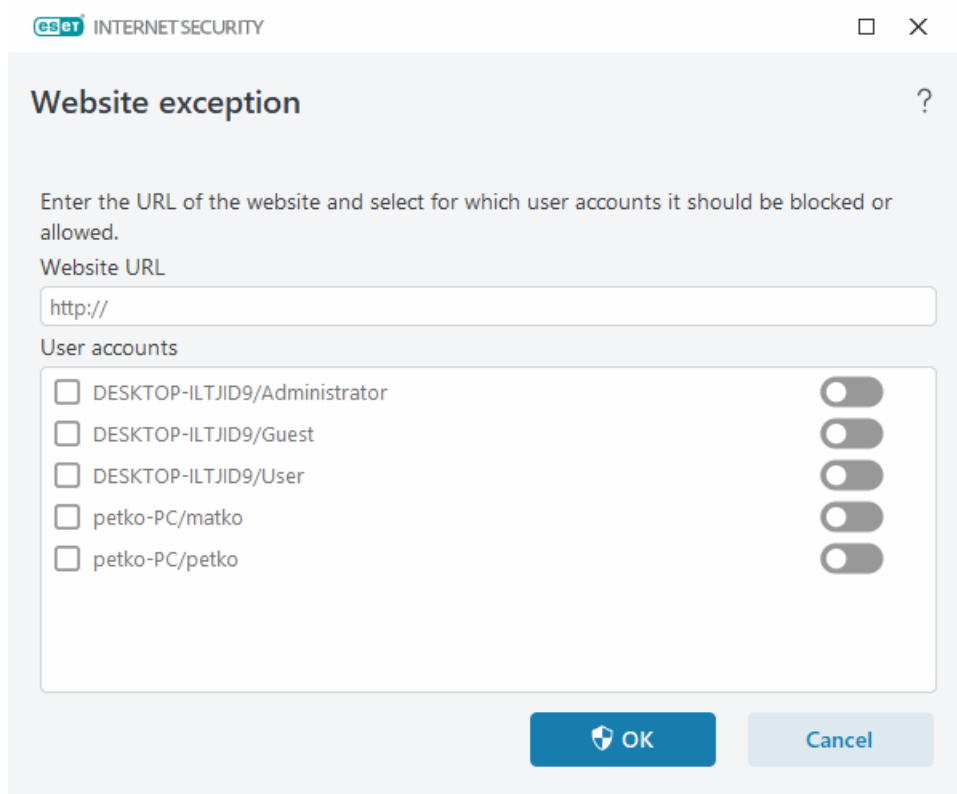 eset INTERNET SECURITY
Website exception
?
Enter the URL of the website and select for which user accounts it should be blocked or
allowed.
Website URL
http://
User accounts
DESKTOP-ILTJID9/Administrator
DESKTOP-ILTJID9/Guest
DESKTOP-ILTJID9/User
petko-PC/matko
petko-PC/petko
OK Cancel